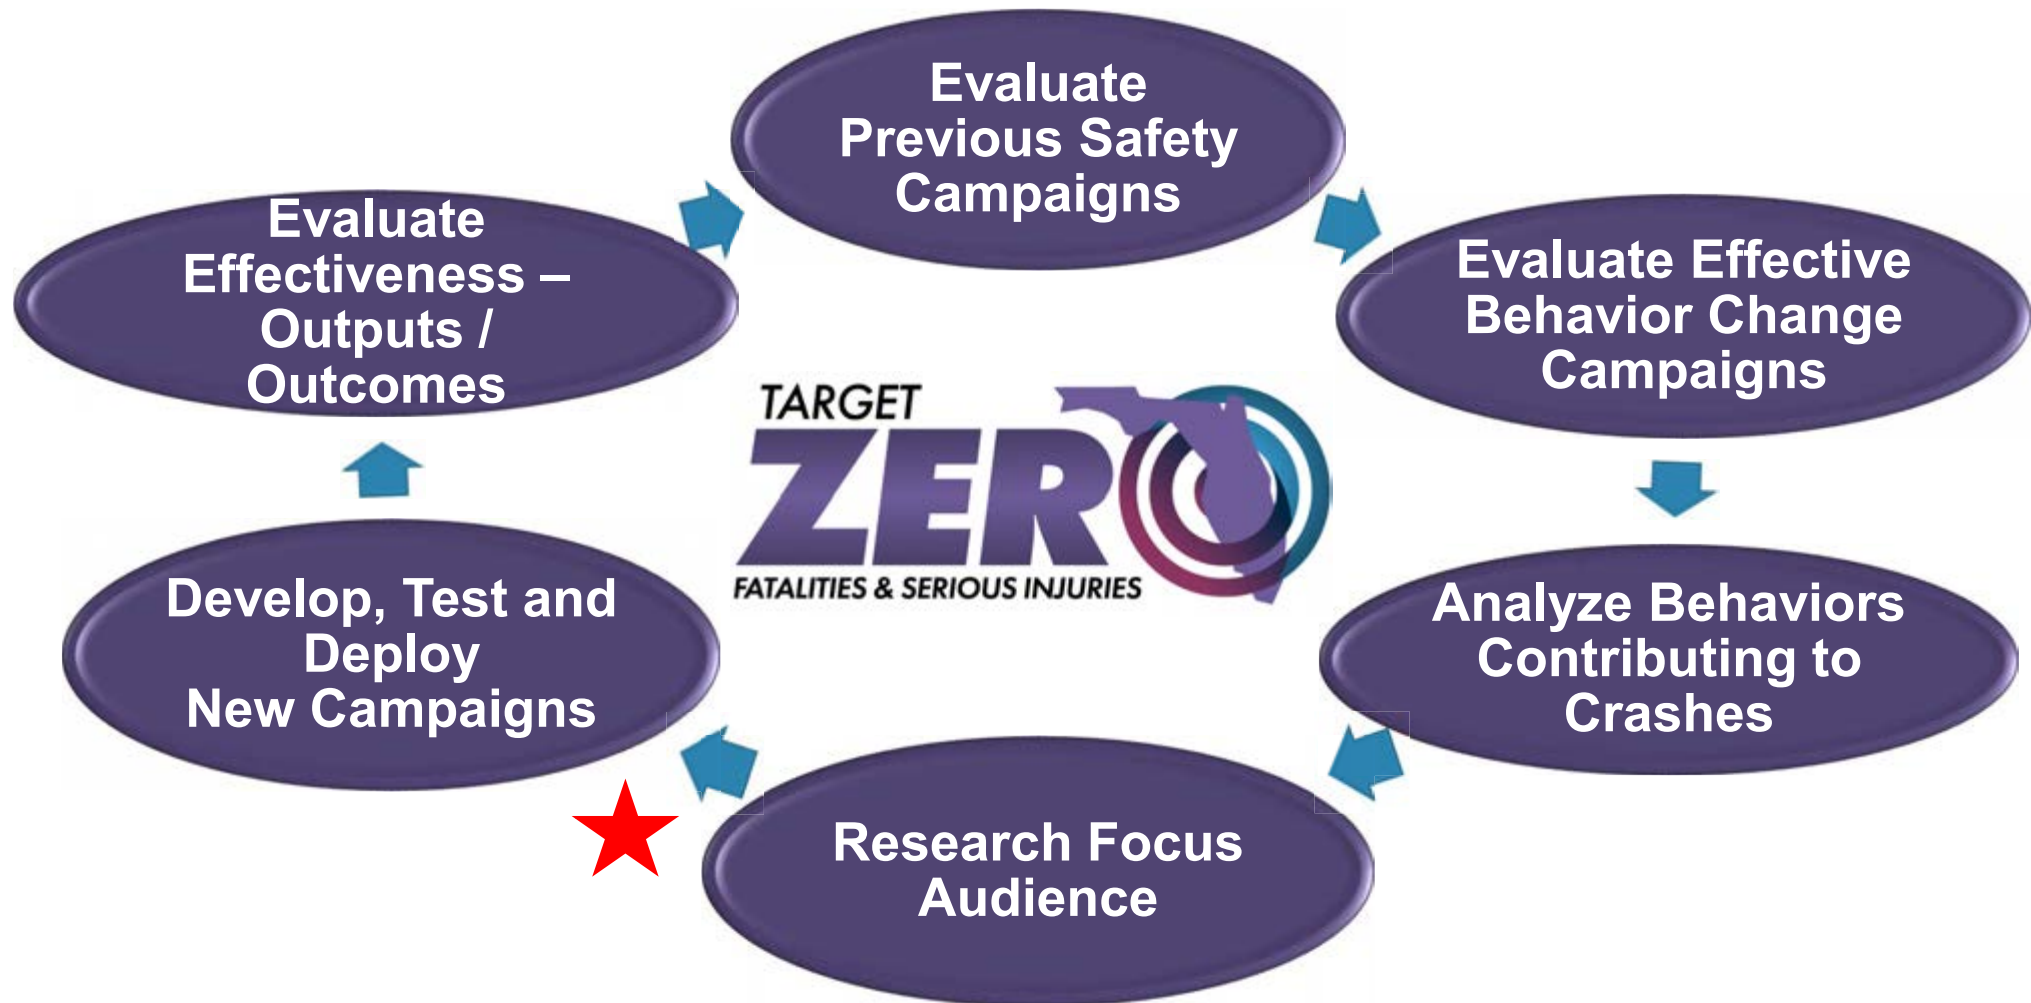 Evaluate
Previous Safety
Campaigns
Evaluate Effective
Behavior Change
Campaigns
Analyze Behaviors
Contributing to
Crashes
Research Focus
Audience
Develop, Test and
Deploy
New Campaigns
Evaluate
Effectiveness –
Outputs /
Outcomes
TARGET
ZERO
FATALITIES & SERIOUS INJURIES